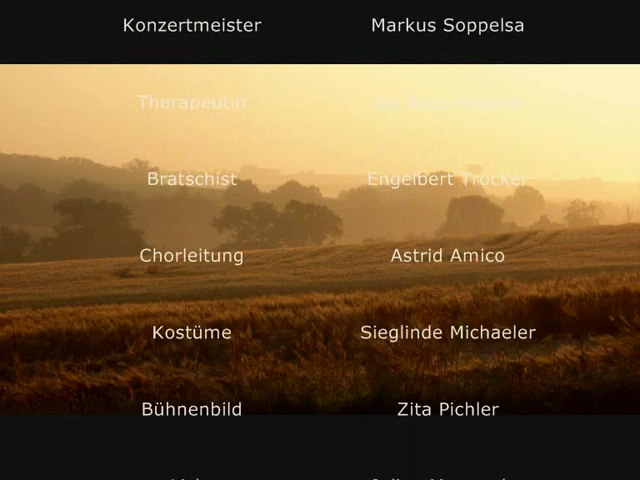 Konzertmeister Markus Soppelsa
Therapeutin
Bratschist Engelbert Trocker
Chorleitung Astrid Amico
Kostüme Sieglinde Michaeler
Bühnenbild Zita Pichler